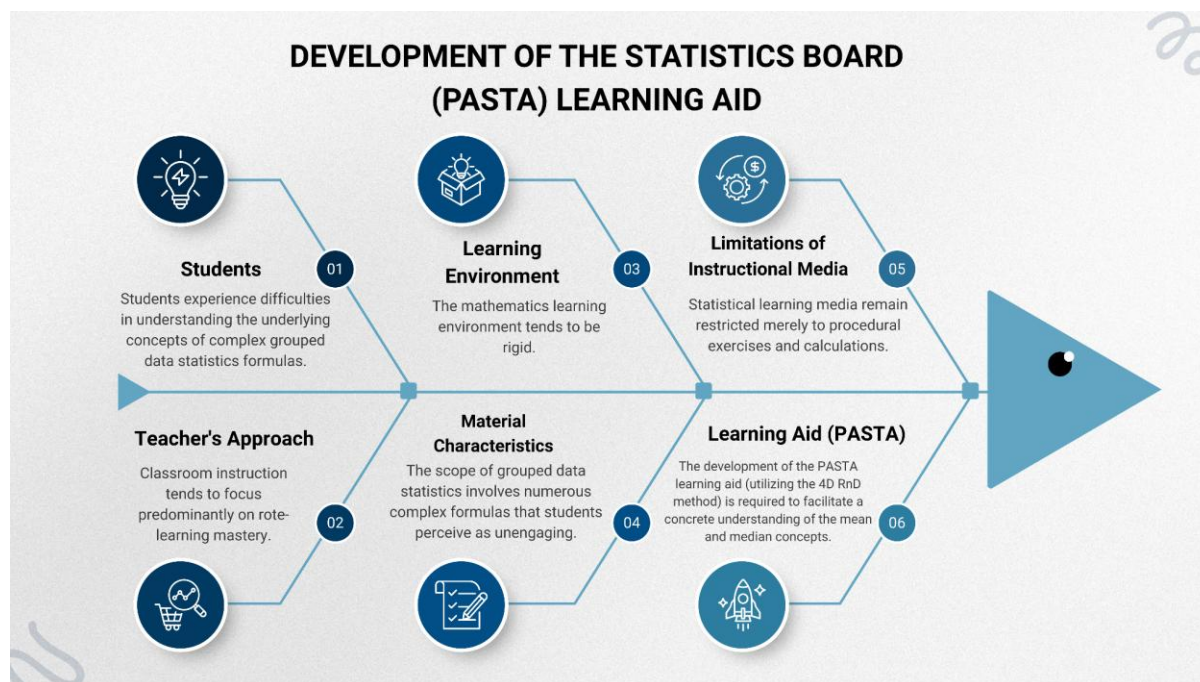 DEVELOPMENT OF THE STATISTICS BOARD
(PASTA) LEARNING AID
Students
01
Students experience difficulties
in understanding the underlying
concepts of complex grouped
data statistics formulas.
Teacher's Approach
Classroom instruction
tends to focus
predominantly on rote-
learning mastery.
02
Learning
Environment
03
The mathematics learning
environment tends to be
rigid.
Material
Characteristics
The scope of grouped data
statistics involves numerous
complex formulas that students
perceive as unengaging.
04
Limitations of
Instructional Media
05
Statistical learning media remain
restricted merely to procedural
exercises and calculations.
Learning Aid (PASTA)
The development of the PASTA
learning aid (utilizing the 4D RnD
method) is required to facilitate a
concrete understanding of the mean
and median concepts.
06
$